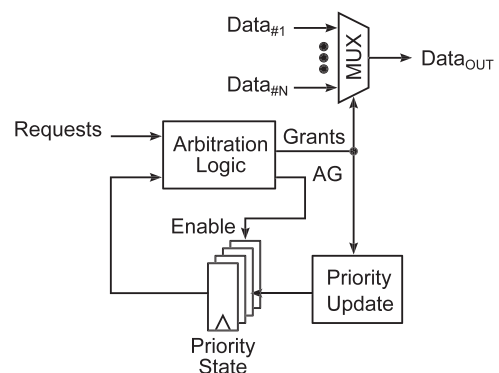 Data#1
MUX
DataOUT
Data#N
Requests
Arbitration
Logic
Grants
AG
Enable
Priority
Update
Priority
State